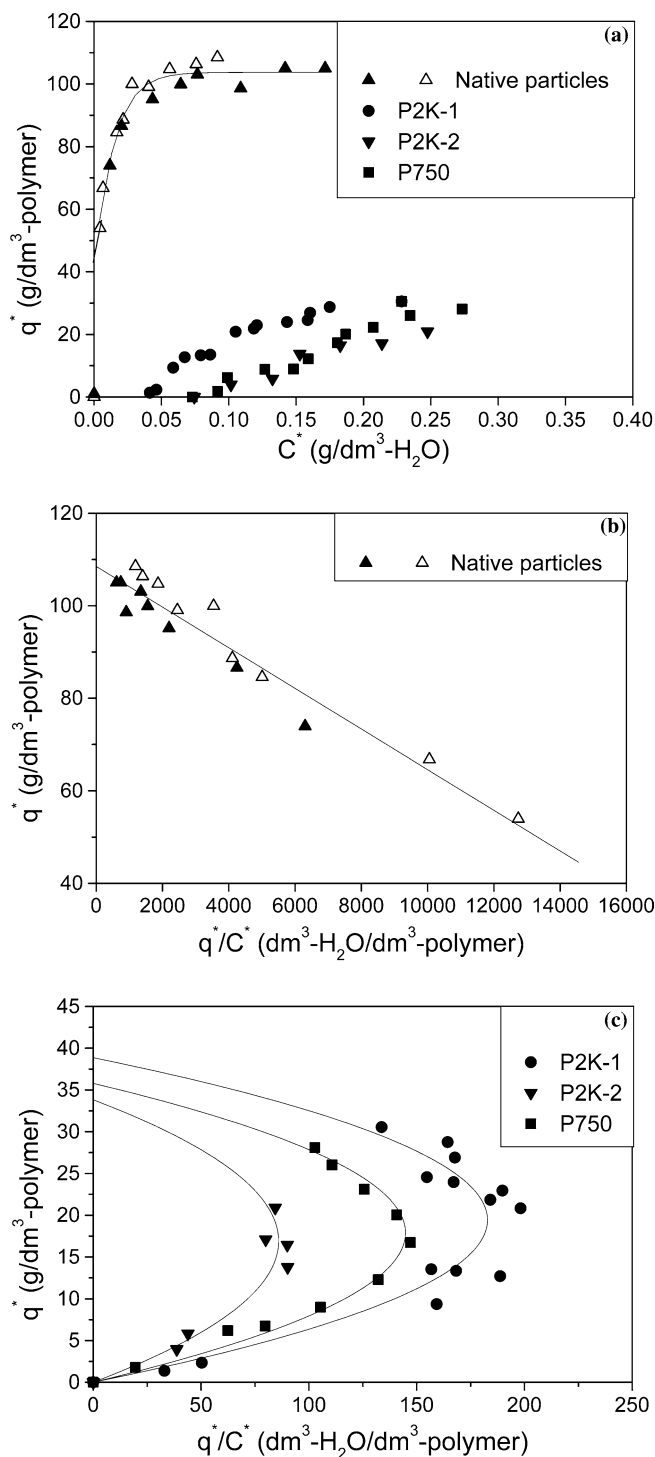 (a)
Native particles
P2K-1
P2K-2
P750
120
100
80
60
40
20
0
q* (g/dm³-polymer)
0.00 0.05 0.10 0.15 0.20 0.25 0.30 0.35 0.40
C* (g/dm³-H₂O)
(b)
Native particles
120
100
80
60
40
q* (g/dm³-polymer)
0 2000 4000 6000 8000 10000 12000 14000 16000
q*/C* (dm³-H₂O/dm³-polymer)
(c)
P2K-1
P2K-2
P750
45
40
35
30
25
20
15
10
5
0
q* (g/dm³-polymer)
0 50 100 150 200 250
q*/C* (dm³-H₂O/dm³-polymer)